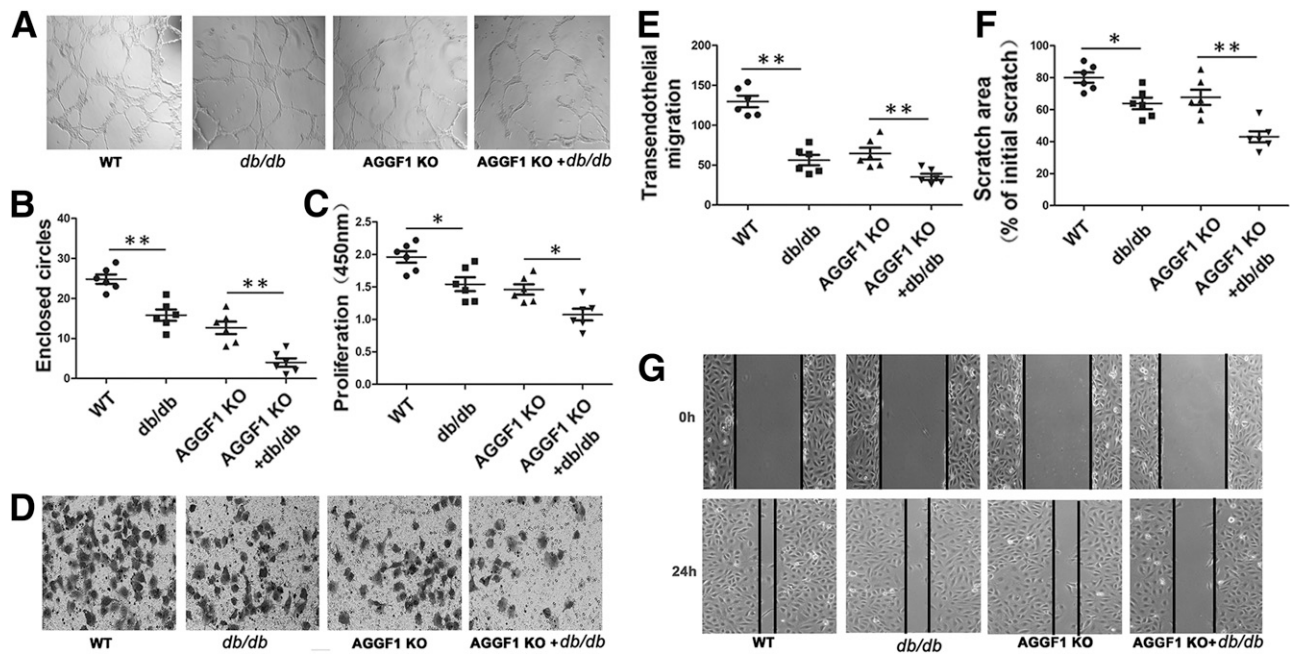 A
WT
db/db
AGGF1 KO
AGGF1 KO +db/db
B
Enclosed circles
40
30
20
10
0
**
**
WT
db/db
AGGF1 KO
AGGF1 KO
+db/db
C
Proliferation（450nm）
2.5
2.0
1.5
1.0
0.5
0.0
*
*
WT
db/db
AGGF1 KO
AGGF1 KO
+db/db
D
WT
db/db
AGGF1 KO
AGGF1 KO +db/db
E
Transendothelial
migration
200
150
100
50
0
**
**
WT
db/db
AGGF1 KO
AGGF1 KO
+db/db
F
Scratch area
（% of initial scratch）
100
80
60
40
20
0
*
**
WT
db/db
AGGF1 KO
AGGF1 KO
+db/db
G
0h
24h
WT
db/db
AGGF1 KO
AGGF1 KO+db/db